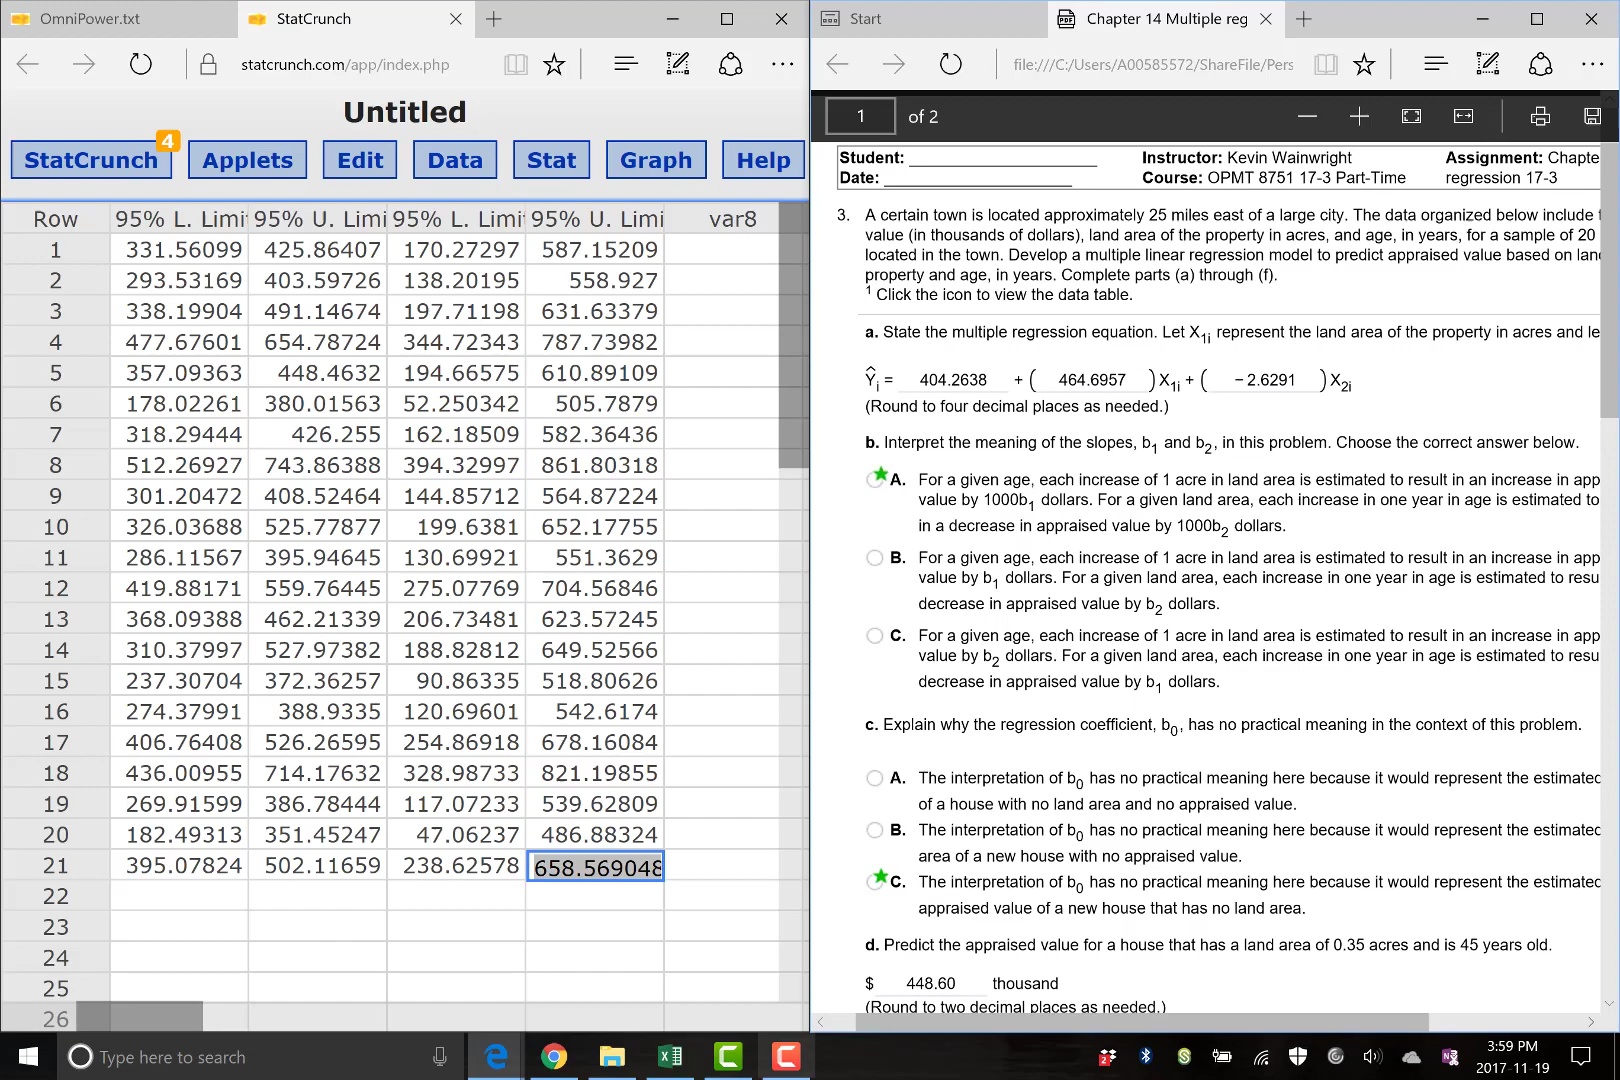 OmniPower.txt
StatCrunch
statcrunch.com/app/index.php
Untitled
4
StatCrunch Applets Edit Data Stat Graph Help
Row 95% L. Limi 95% U. Limi 95% L. Limi 95% U. Limi var8
1 331.56099 425.86407 170.27297 587.15209
2 293.53169 403.59726 138.20195 558.927
3 338.19904 491.14674 197.71198 631.63379
4 477.67601 654.78724 344.72343 787.73982
5 357.09363 448.4632 194.66575 610.89109
6 178.02261 380.01563 52.250342 505.7879
7 318.29444 426.255 162.18509 582.36436
8 512.26927 743.86388 394.32997 861.80318
9 301.20472 408.52464 144.85712 564.87224
10 326.03688 525.77877 199.6381 652.17755
11 286.11567 395.94645 130.69921 551.3629
12 419.88171 559.76445 275.07769 704.56846
13 368.09388 462.21339 206.73481 623.57245
14 310.37997 527.97382 188.82812 649.52566
15 237.30704 372.36257 90.86335 518.80626
16 274.37991 388.9335 120.69601 542.6174
17 406.76408 526.26595 254.86918 678.16084
18 436.00955 714.17632 328.98733 821.19855
19 269.91599 386.78444 117.07233 539.62809
20 182.49313 351.45247 47.06237 486.88324
21 395.07824 502.11659 238.62578 658.569048
22
23
24
25
26
Start
Chapter 14 Multiple reg
file:///C:/Users/A00585572/ShareFile/Pers
1 of 2
Student: Instructor: Kevin Wainwright Assignment: Chapte
Date: Course: OPMT 8751 17-3 Part-Time regression 17-3
3. A certain town is located approximately 25 miles east of a large city. The data organized below include
value (in thousands of dollars), land area of the property in acres, and age, in years, for a sample of 20
located in the town. Develop a multiple linear regression model to predict appraised value based on lan
property and age, in years. Complete parts (a) through (f).
1 Click the icon to view the data table.
a. State the multiple regression equation. Let X1i represent the land area of the property in acres and le
Ŷi = 404.2638 + ( 464.6957 ) X1i + ( − 2.6291 ) X2i
(Round to four decimal places as needed.)
b. Interpret the meaning of the slopes, b1 and b2, in this problem. Choose the correct answer below.
A. For a given age, each increase of 1 acre in land area is estimated to result in an increase in app
value by 1000b1 dollars. For a given land area, each increase in one year in age is estimated to
in a decrease in appraised value by 1000b2 dollars.
B. For a given age, each increase of 1 acre in land area is estimated to result in an increase in app
value by b1 dollars. For a given land area, each increase in one year in age is estimated to resu
decrease in appraised value by b2 dollars.
C. For a given age, each increase of 1 acre in land area is estimated to result in an increase in app
value by b2 dollars. For a given land area, each increase in one year in age is estimated to resu
decrease in appraised value by b1 dollars.
c. Explain why the regression coefficient, b0, has no practical meaning in the context of this problem.
A. The interpretation of b0 has no practical meaning here because it would represent the estimated
of a house with no land area and no appraised value.
B. The interpretation of b0 has no practical meaning here because it would represent the estimated
area of a new house with no appraised value.
C. The interpretation of b0 has no practical meaning here because it would represent the estimated
appraised value of a new house that has no land area.
d. Predict the appraised value for a house that has a land area of 0.35 acres and is 45 years old.
$ 448.60 thousand
(Round to two decimal places as needed.)
Type here to search
3:59 PM
2017-11-19